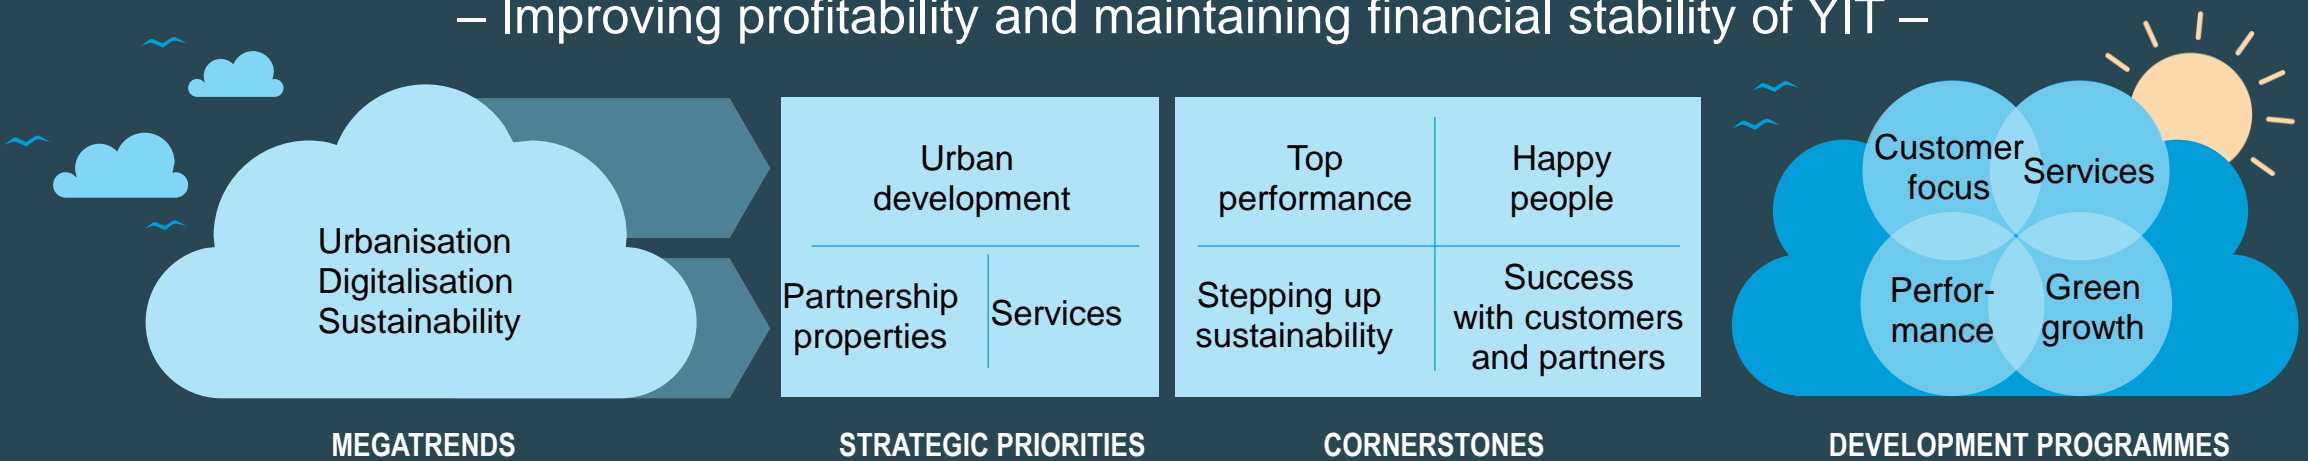 – Improving profitability and maintaining financial stability of YIT –
Urbanisation
Digitalisation
Sustainability
MEGATRENDS
Urban
development
Partnership
properties
Services
STRATEGIC PRIORITIES
Top
performance
Happy
people
Stepping up
sustainability
Success
with customers
and partners
CORNERSTONES
Customer
focus
Services
Perfor-
mance
Green
growth
DEVELOPMENT PROGRAMMES